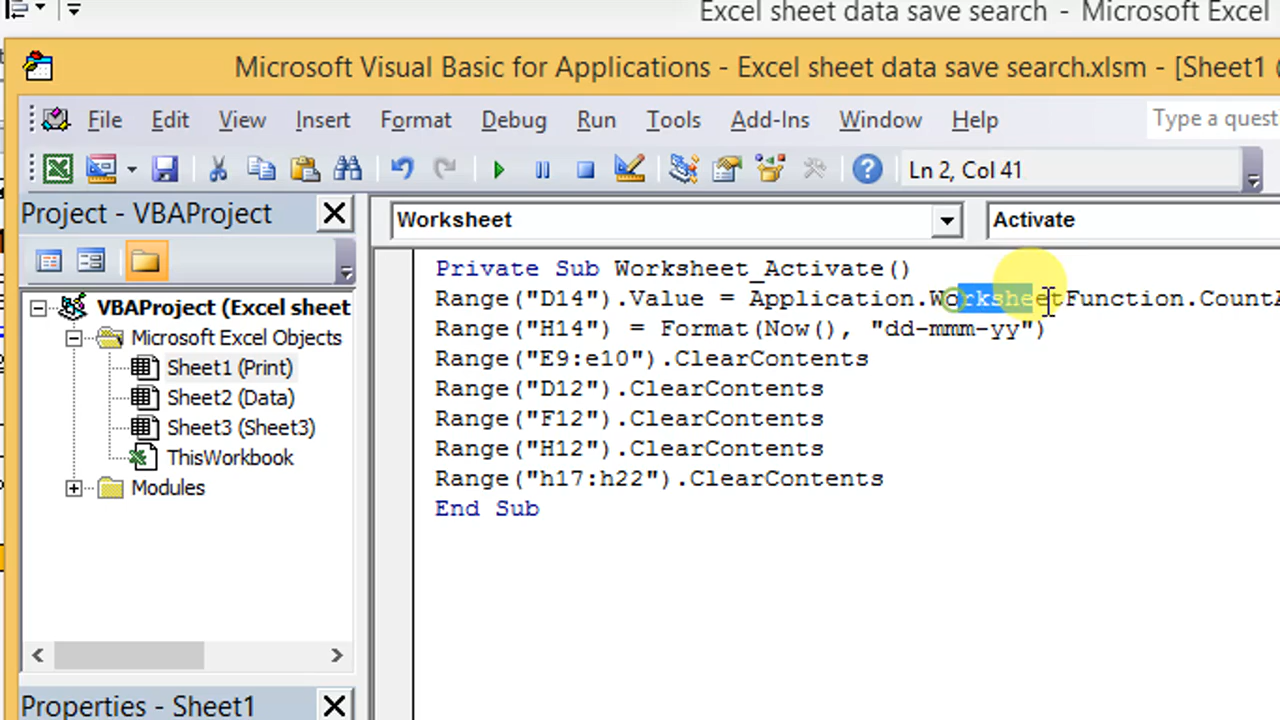 Excel sheet data save search - Microsoft Excel
Microsoft Visual Basic for Applications - Excel sheet data save search.xlsm - [Sheet1 (
File Edit View Insert Format Debug Run Tools Add-Ins Window Help Type a quest
Ln 2, Col 41
Project - VBAProject
Worksheet Activate
VBAProject (Excel sheet
Microsoft Excel Objects
Sheet1 (Print)
Sheet2 (Data)
Sheet3 (Sheet3)
ThisWorkbook
Modules
Private Sub Worksheet_Activate()
Range("D14").Value = Application.WorksheetFunction.CountA
Range("H14") = Format(Now(), "dd-mmm-yy")
Range("E9:e10").ClearContents
Range("D12").ClearContents
Range("F12").ClearContents
Range("H12").ClearContents
Range("h17:h22").ClearContents
End Sub
Properties - Sheet1